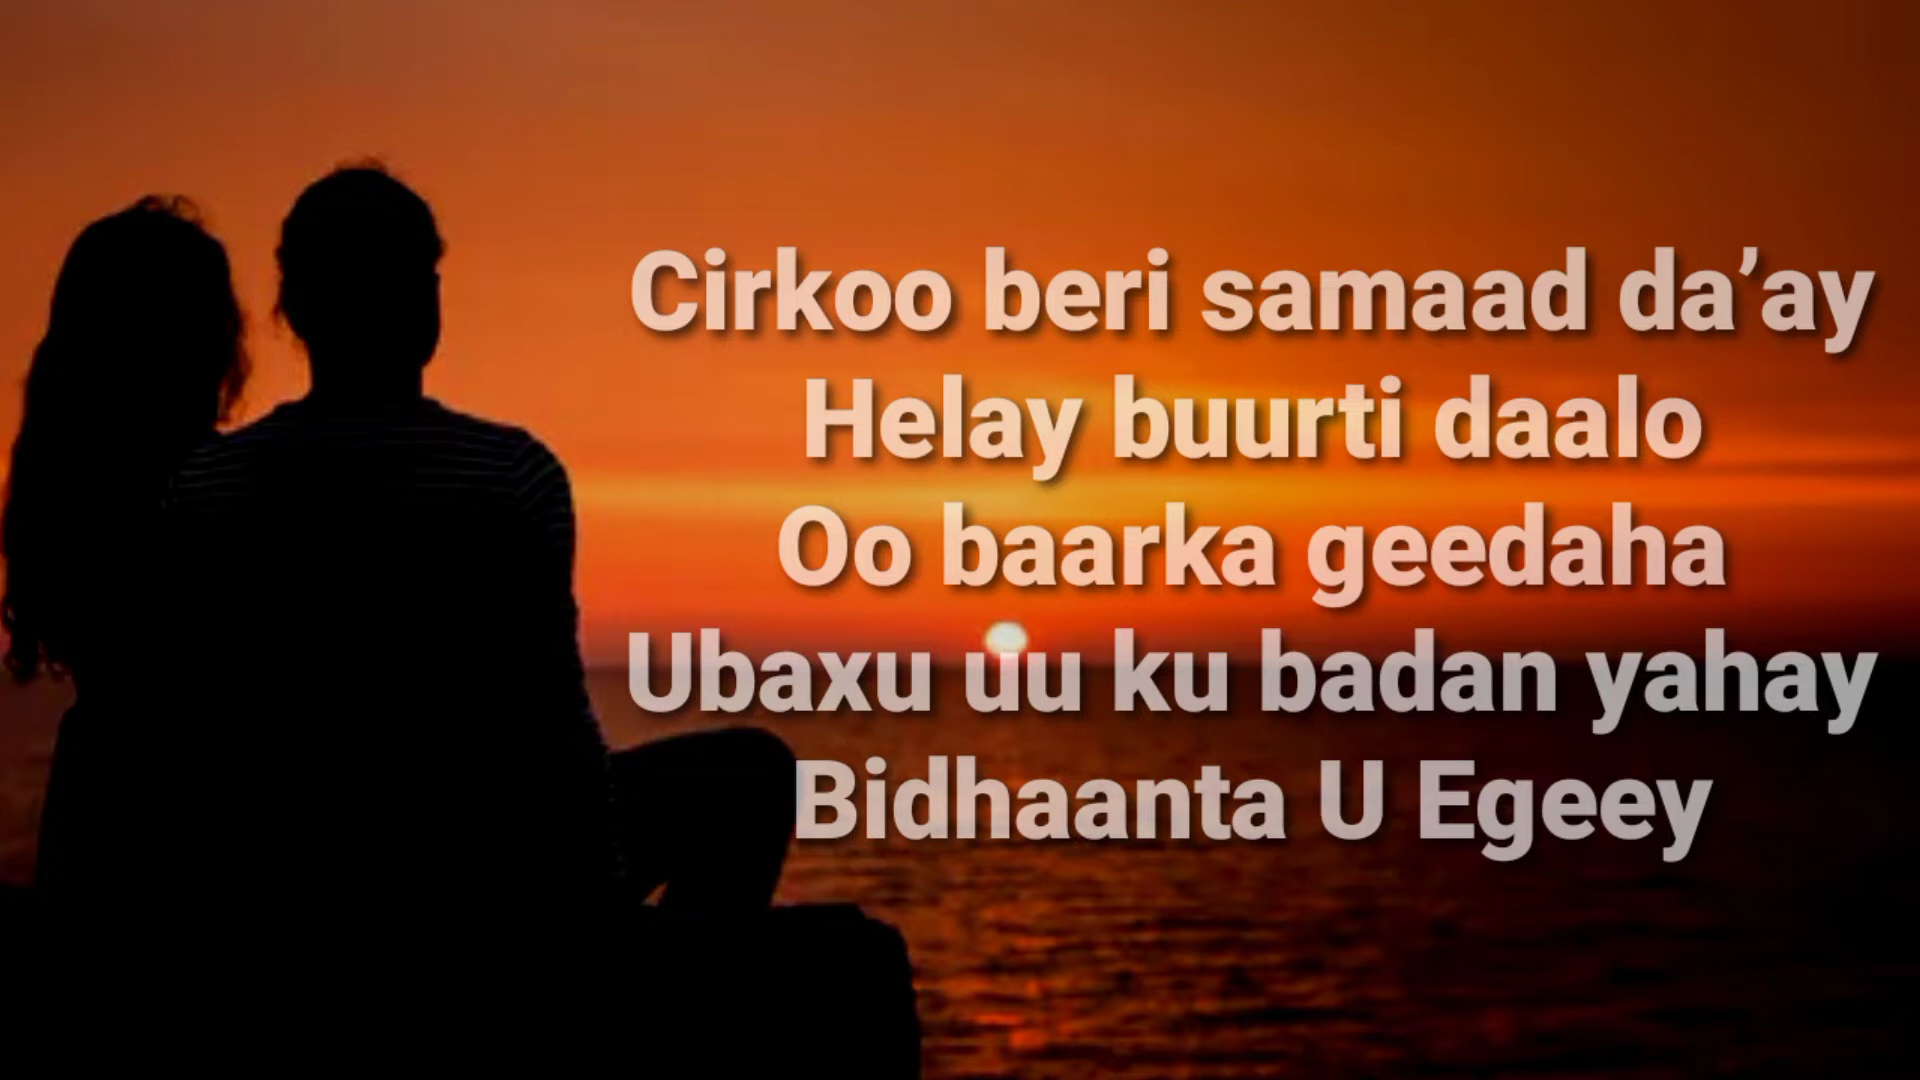 Cirkoo beri samaad da’ay
Helay buurti daalo
Oo baarka geedaha
Ubaxu uu ku badan yahay
Bidhaanta U Egeey